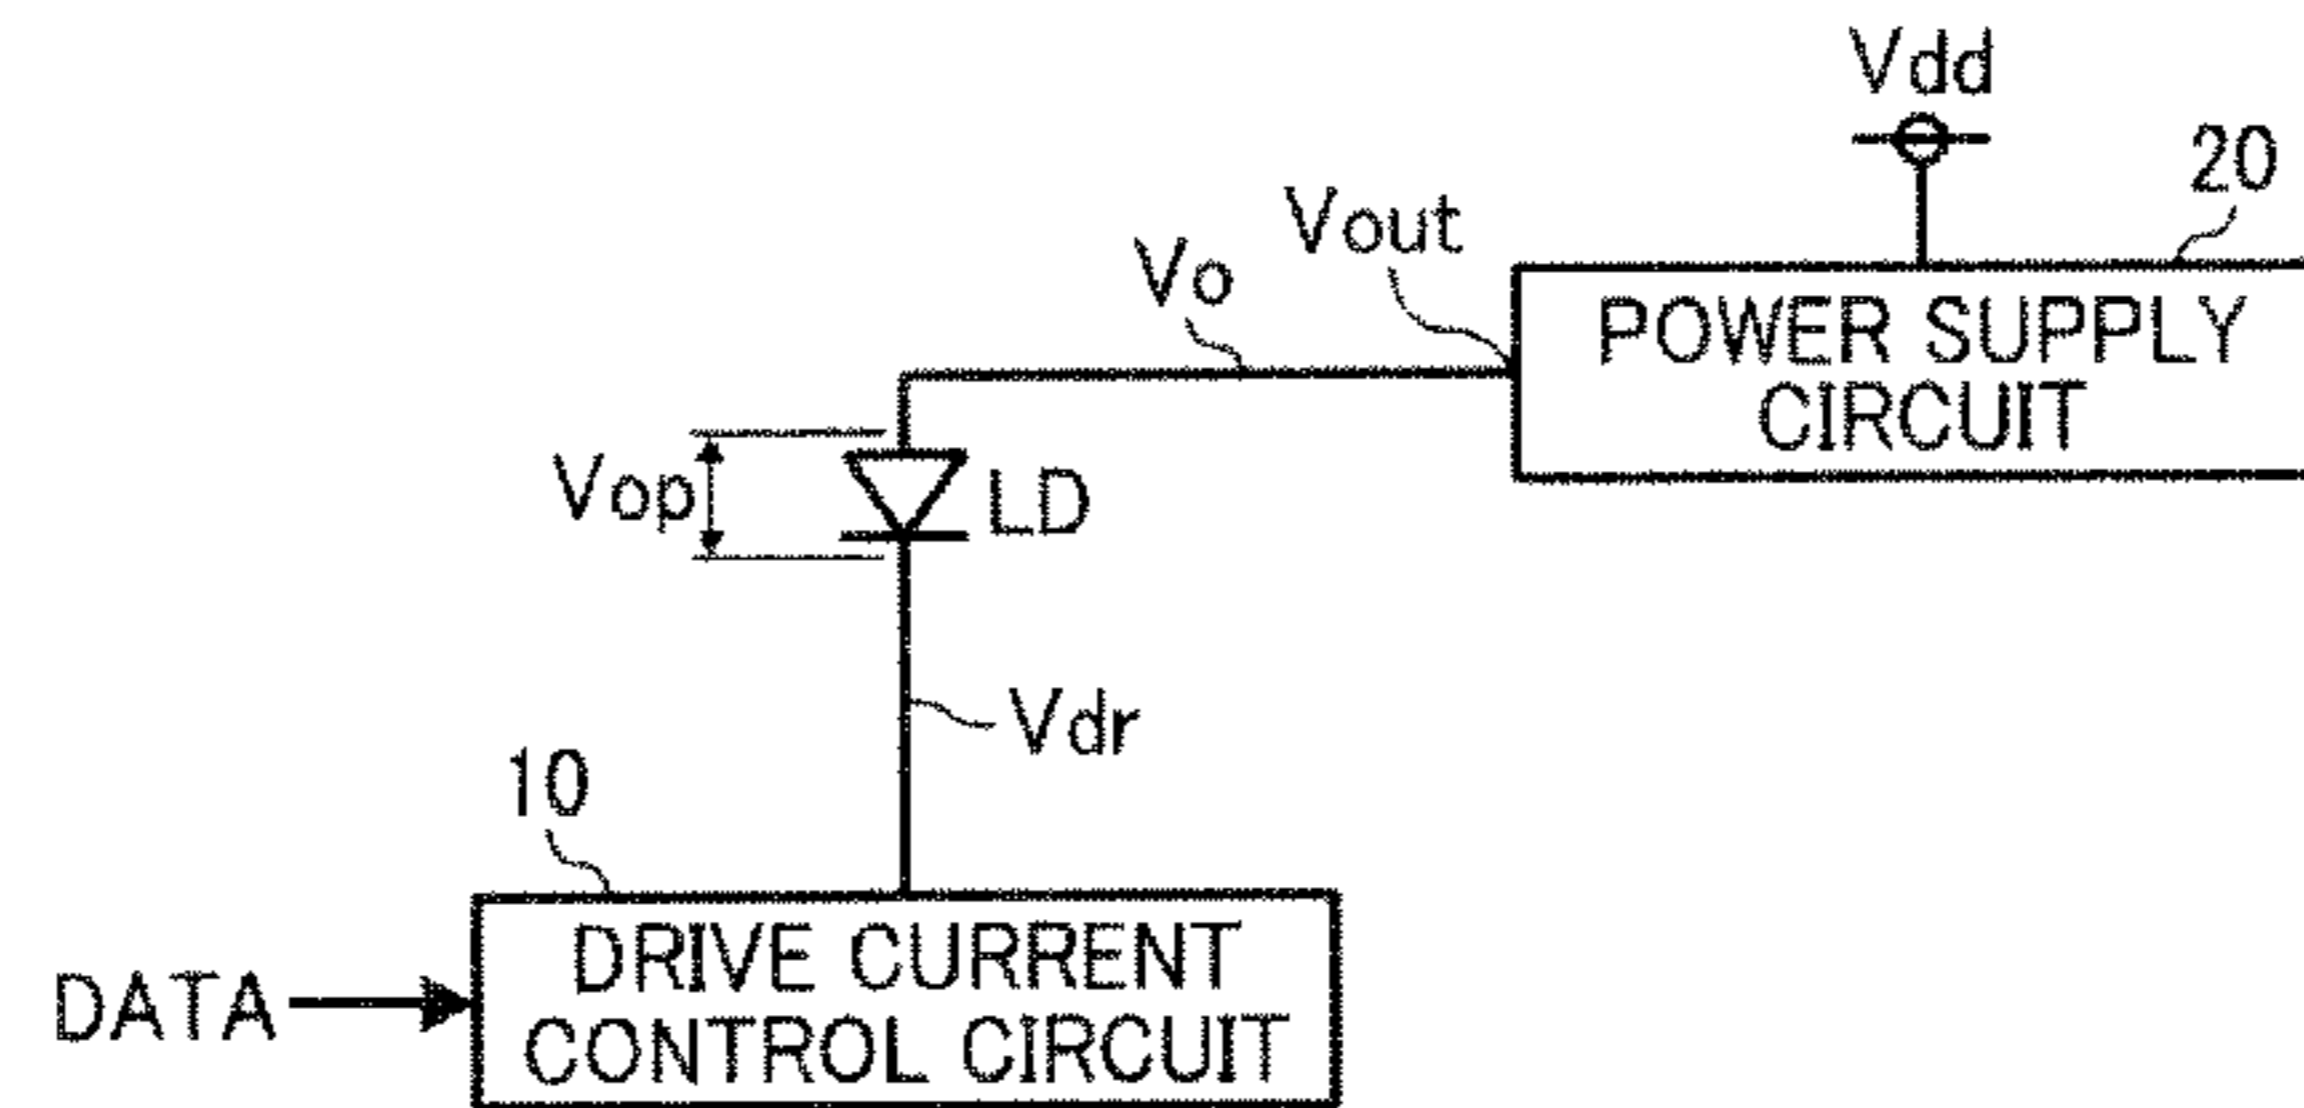 Vdd
20
Vout
Vo
POWER SUPPLY
CIRCUIT
Vop
LD
Vdr
10
DRIVE CURRENT
DATA
CONTROL CIRCUIT